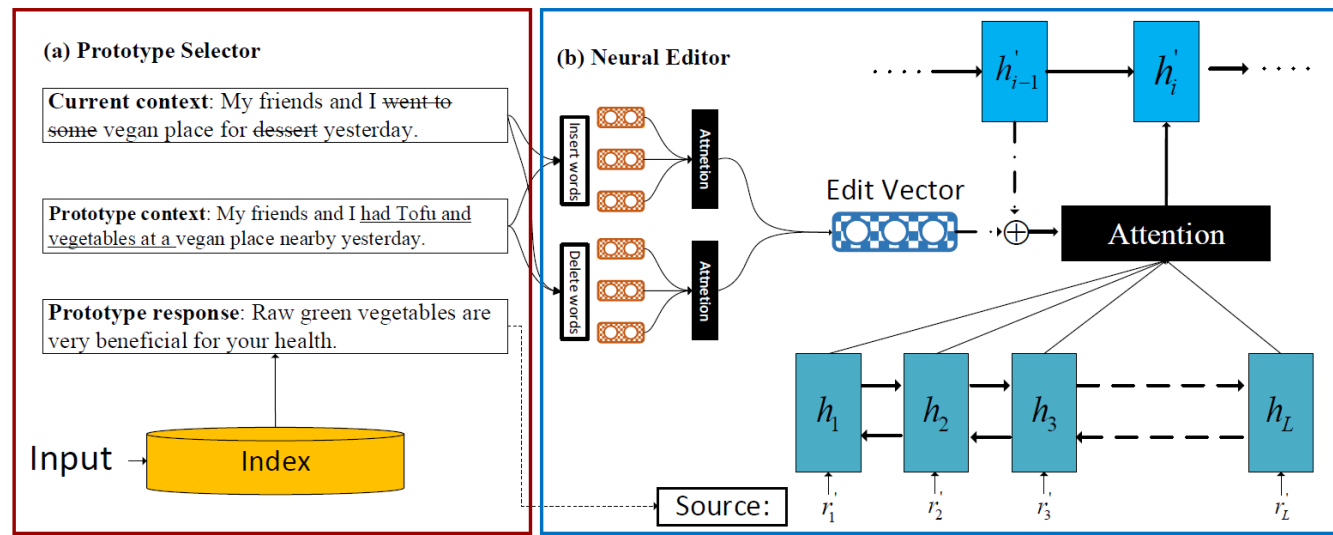 (a) Prototype Selector
Current context: My friends and I went to
some vegan place for dessert yesterday.
Prototype context: My friends and I had Tofu and
vegetables at a vegan place nearby yesterday.
Prototype response: Raw green vegetables are
very beneficial for your health.
Input
Index
(b) Neural Editor
Insert words
Attnetion
Delete words
Attnetion
Edit Vector
h'i-1
h'i
Attention
h1
h2
h3
hL
Source:
r'1
r'2
r'3
r'L